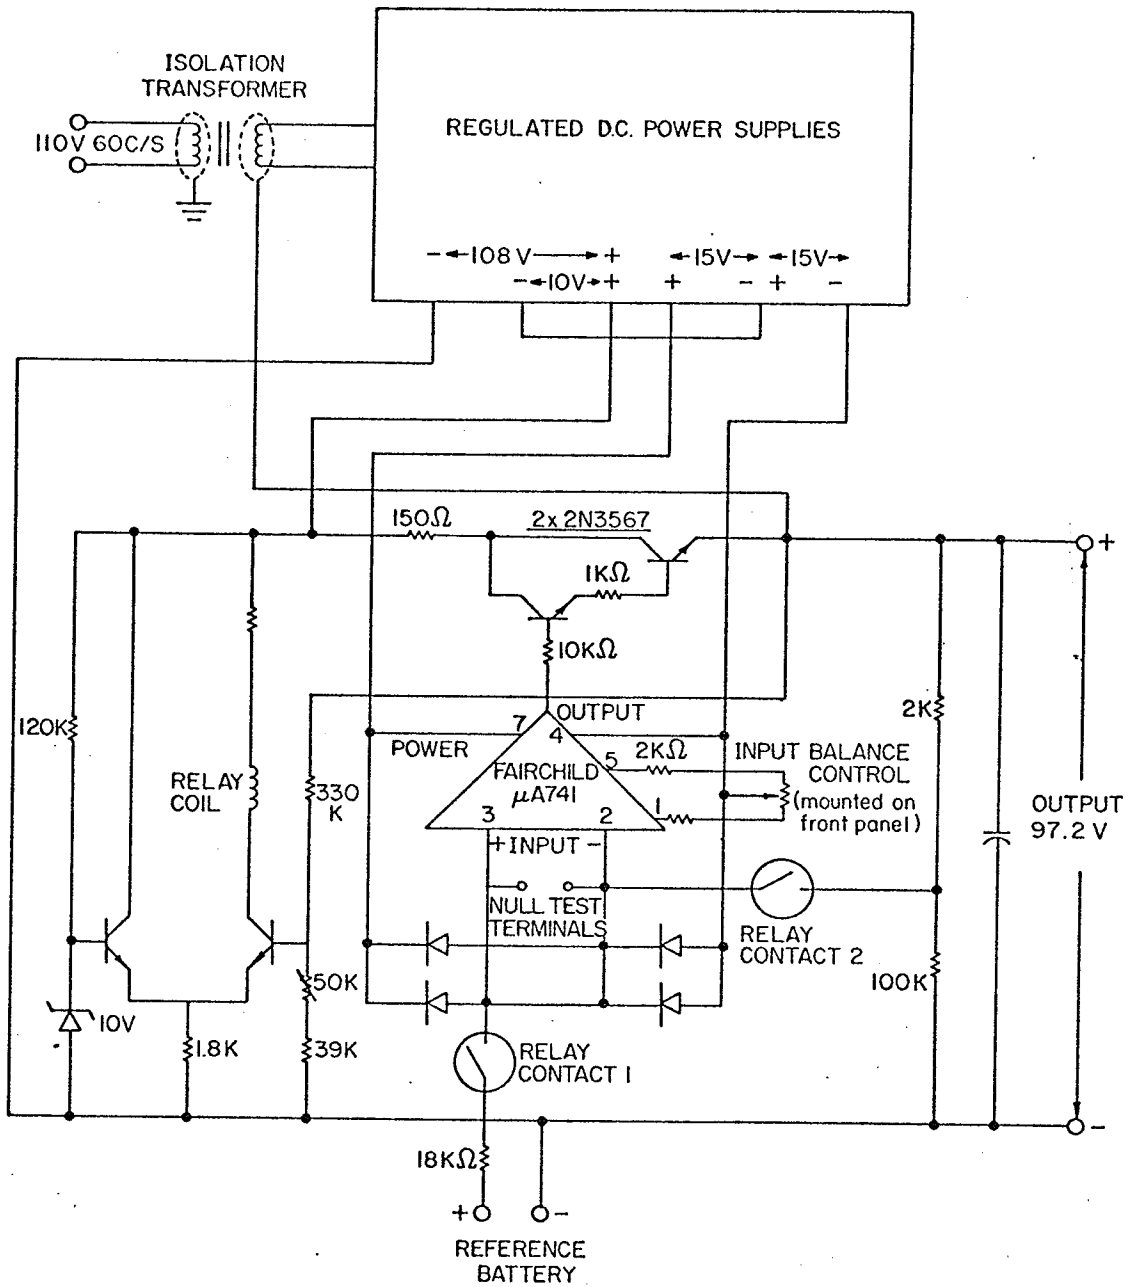 ISOLATION
TRANSFORMER
110V 60C/S
REGULATED D.C. POWER SUPPLIES
- 108V +
15V 15V
- 10V + + - + -
150Ω
2x 2N3567
1KΩ
10KΩ
OUTPUT
7
4
POWER
5
2KΩ
INPUT BALANCE
CONTROL
(mounted on
front panel)
FAIRCHILD
μA741
1
3
2
+ INPUT -
120K
RELAY
COIL
330
K
2K
OUTPUT
97.2 V
+
NULL TEST
TERMINALS
RELAY
CONTACT 2
50K
100K
10V
1.8K
39K
RELAY
CONTACT 1
-
18KΩ
+ -
REFERENCE
BATTERY